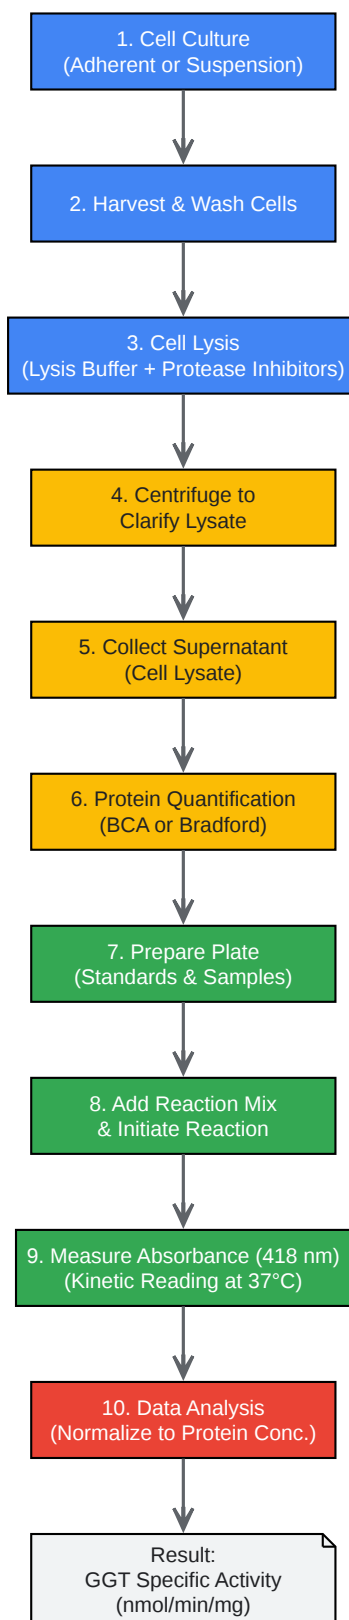 1. Cell Culture
(Adherent or Suspension)
2. Harvest & Wash Cells
3. Cell Lysis
(Lysis Buffer + Protease Inhibitors)
4. Centrifuge to
Clarify Lysate
5. Collect Supernatant
(Cell Lysate)
6. Protein Quantification
(BCA or Bradford)
7. Prepare Plate
(Standards & Samples)
8. Add Reaction Mix
& Initiate Reaction
9. Measure Absorbance (418 nm)
(Kinetic Reading at 37°C)
10. Data Analysis
(Normalize to Protein Conc.)
Result:
GGT Specific Activity
(nmol/min/mg)